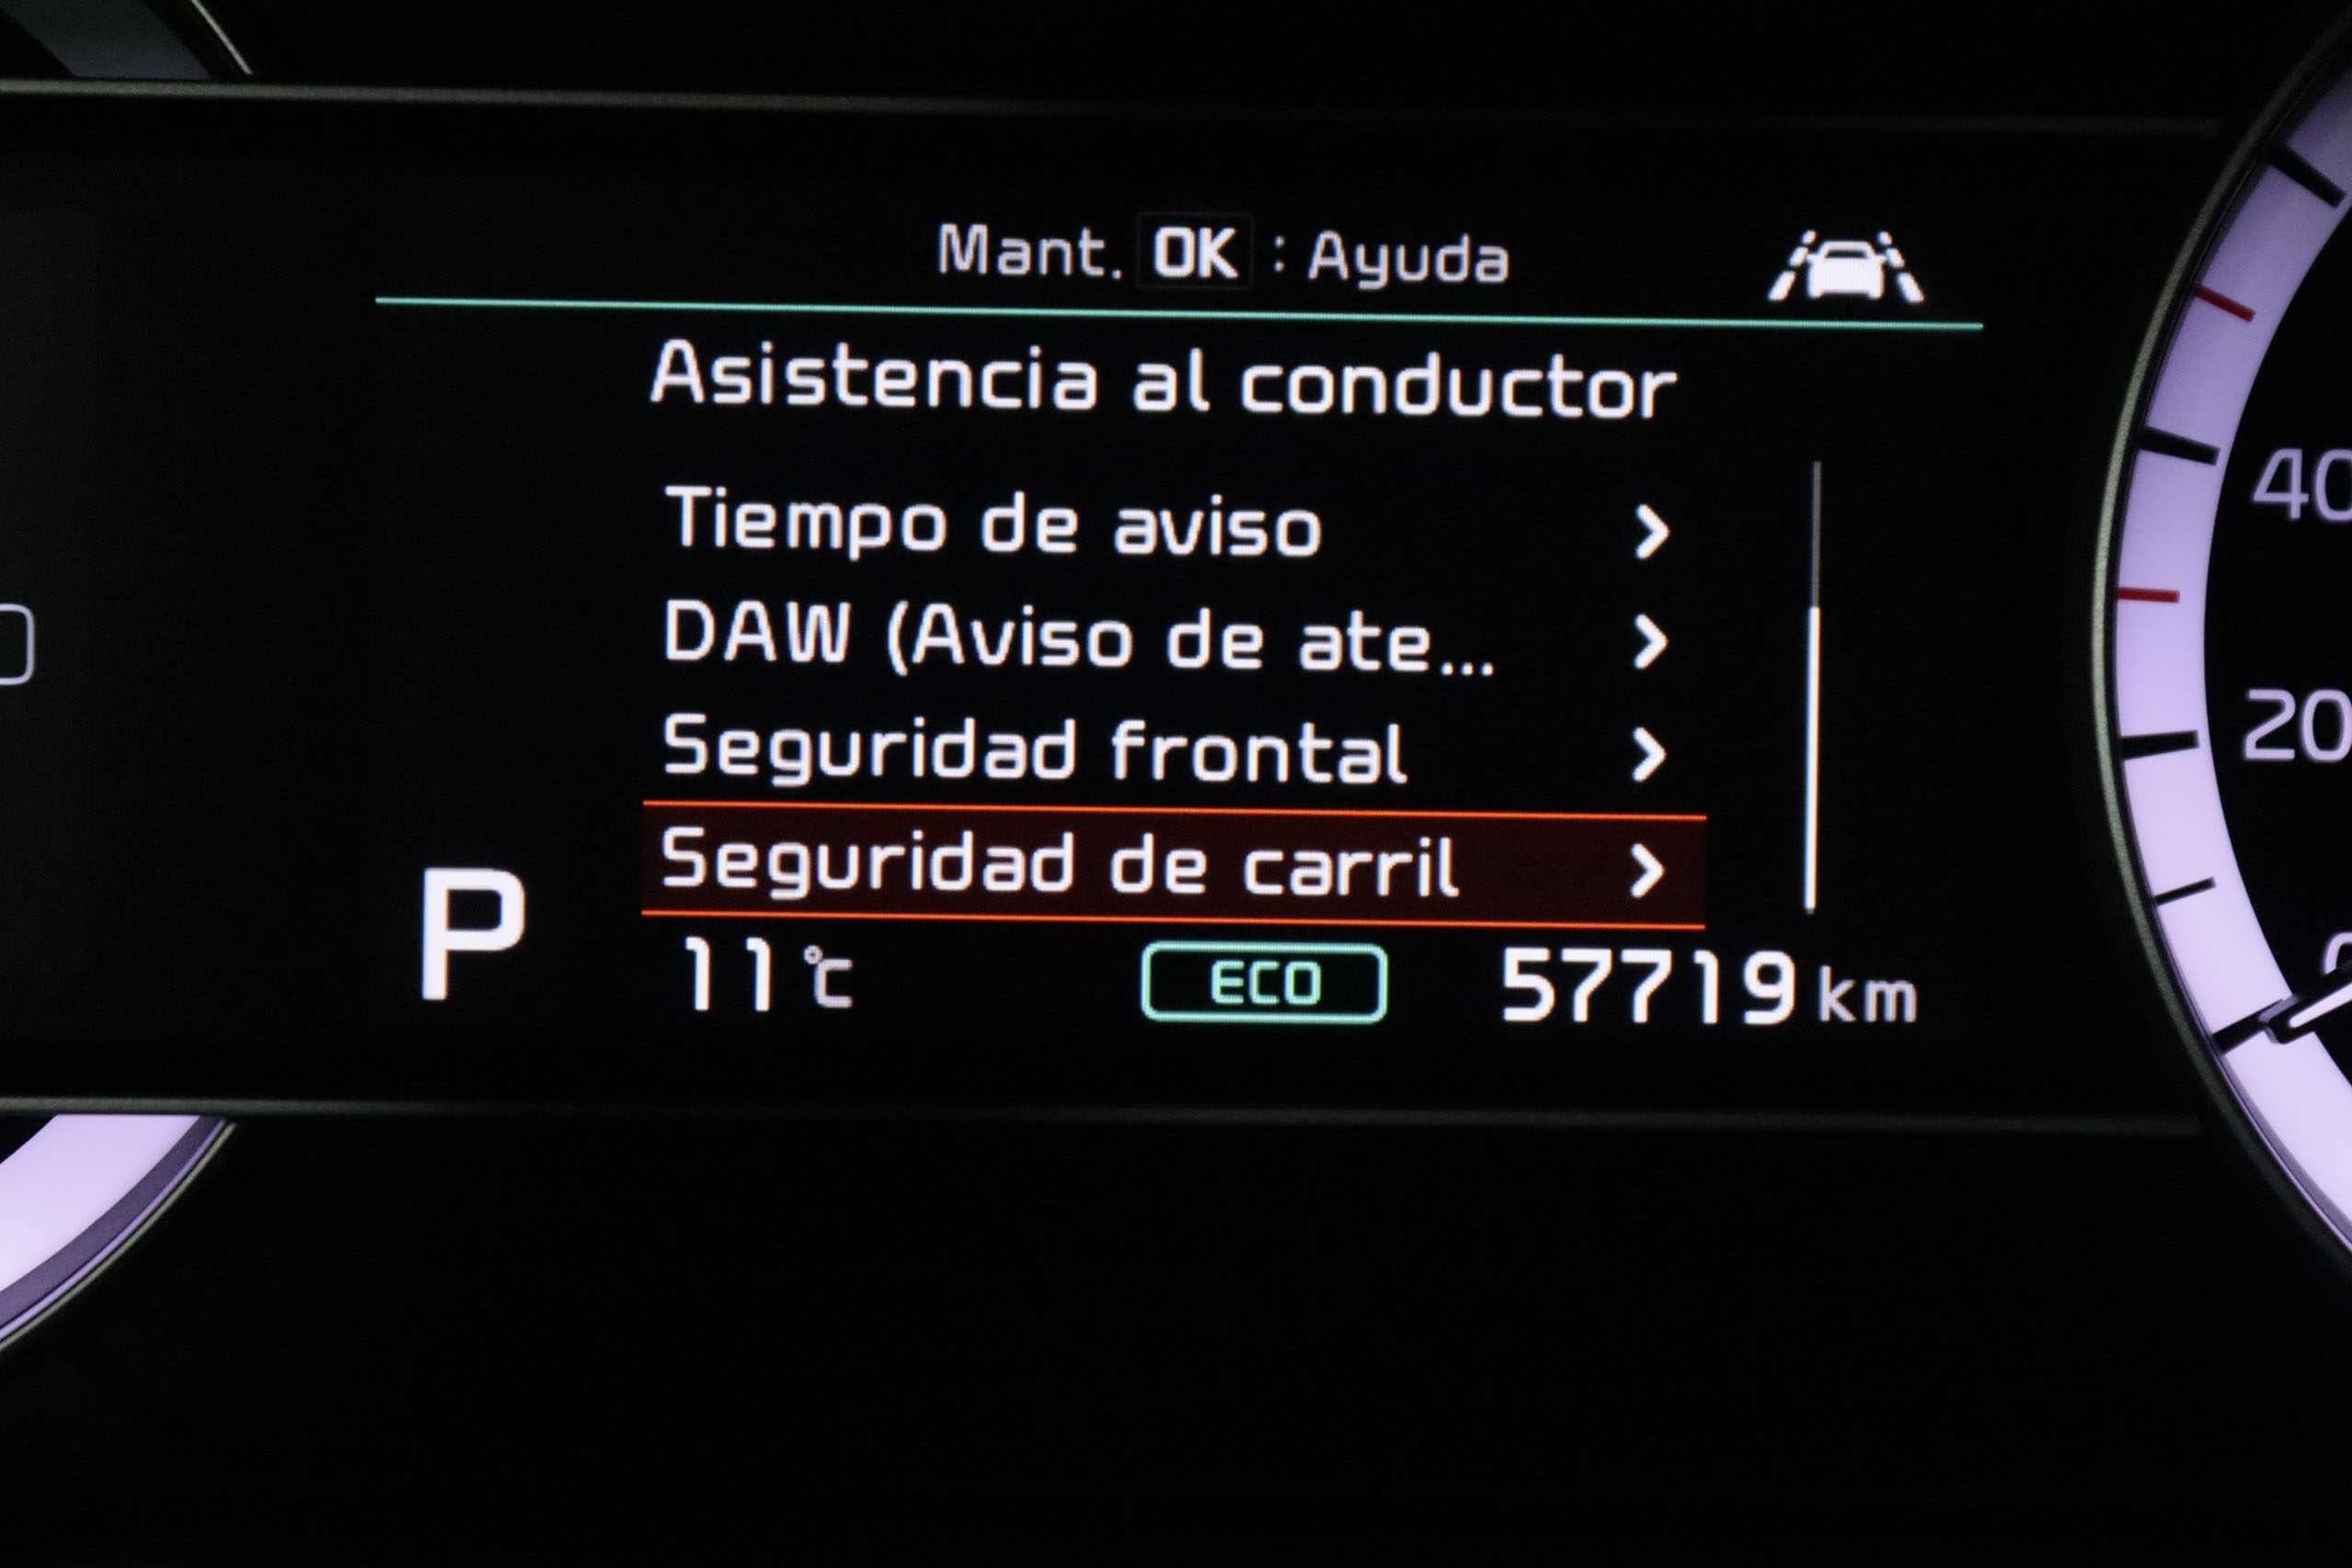 Mant. OK : Ayuda
Asistencia al conductor
Tiempo de aviso
DAW (Aviso de ate...
Seguridad frontal
Seguridad de carril
P
11 °C
ECO
57719 km
40
20
0